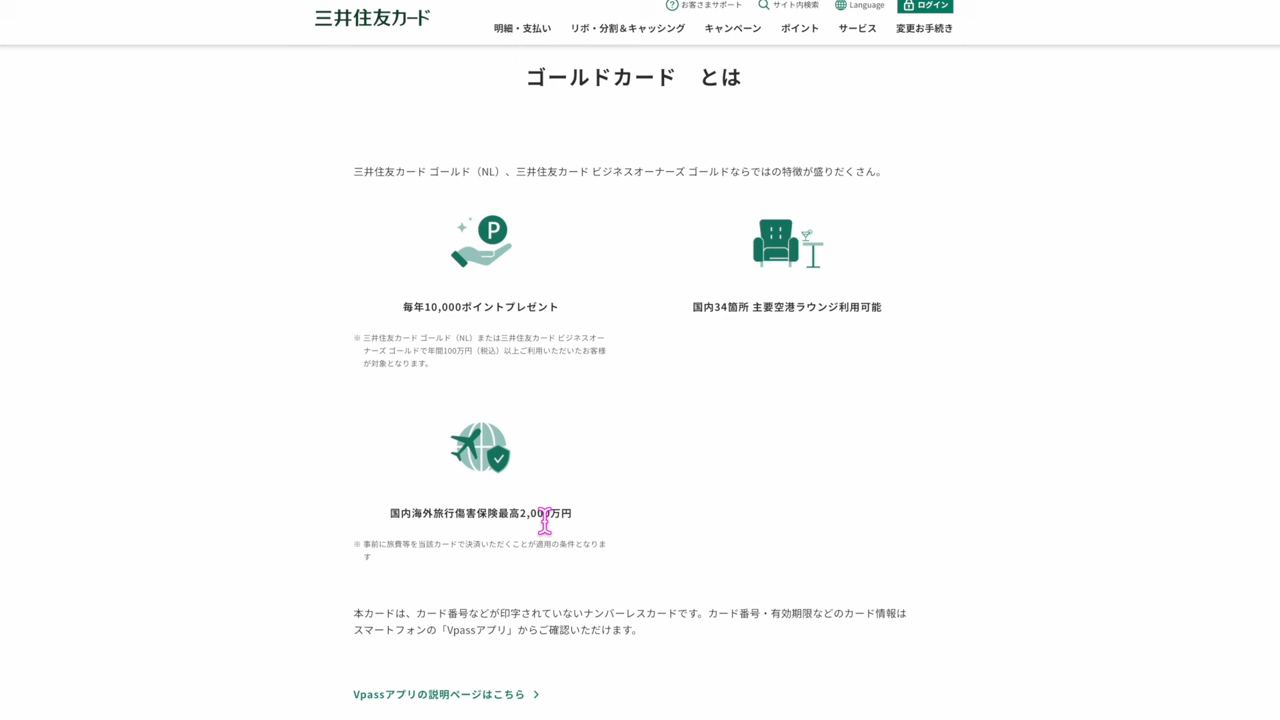 三井住友カード
お客さまサポート サイト内検索 Language ログイン
明細・支払い リボ・分割＆キャッシング キャンペーン ポイント サービス 変更お手続き
ゴールドカード とは
三井住友カード ゴールド（NL）、三井住友カード ビジネスオーナーズ ゴールドならではの特徴が盛りだくさん。
P
毎年10,000ポイントプレゼント
※ 三井住友カード ゴールド（NL）または三井住友カード ビジネスオー
ナーズ ゴールドで年間100万円（税込）以上ご利用いただいたお客様
が対象となります。
国内34箇所 主要空港ラウンジ利用可能
国内海外旅行傷害保険最高2,000万円
※ 事前に旅費等を当該カードで決済いただくことが適用の条件となりま
す
本カードは、カード番号などが印字されていないナンバーレスカードです。カード番号・有効期限などのカード情報は
スマートフォンの「Vpassアプリ」からご確認いただけます。
Vpassアプリの説明ページはこちら